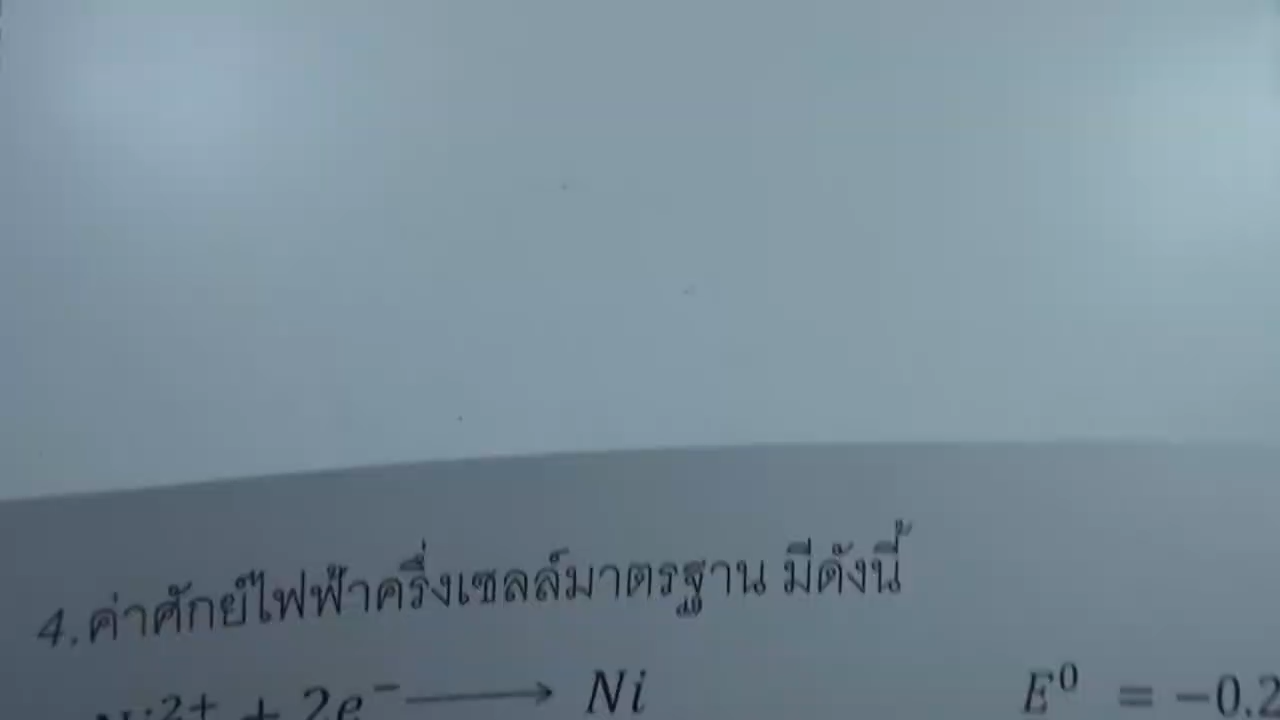 4. ค่าศักย์ไฟฟ้าครึ่งเซลล์มาตรฐาน มีดังนี้
Ni²⁺ + 2e⁻ ⟶ Ni E⁰ = −0.2